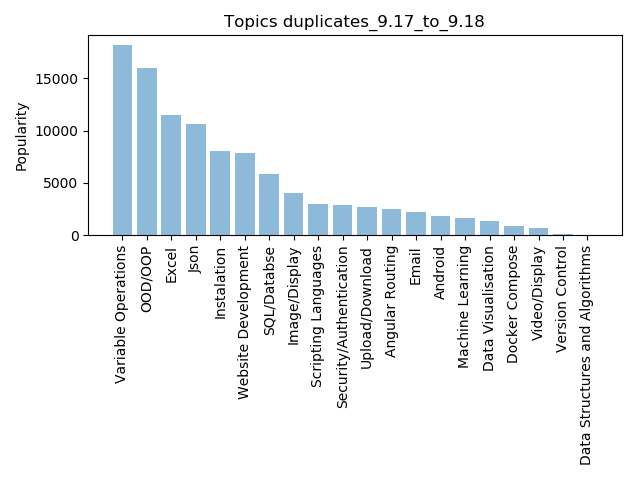 Topics duplicates_9.17_to_9.18
Popularity
15000
10000
5000
0
Variable Operations
OOD/OOP
Excel
Json
Instalation
Website Development
SQL/Databse
Image/Display
Scripting Languages
Security/Authentication
Upload/Download
Angular Routing
Email
Android
Machine Learning
Data Visualisation
Docker Compose
Video/Display
Version Control
Data Structures and Algorithms